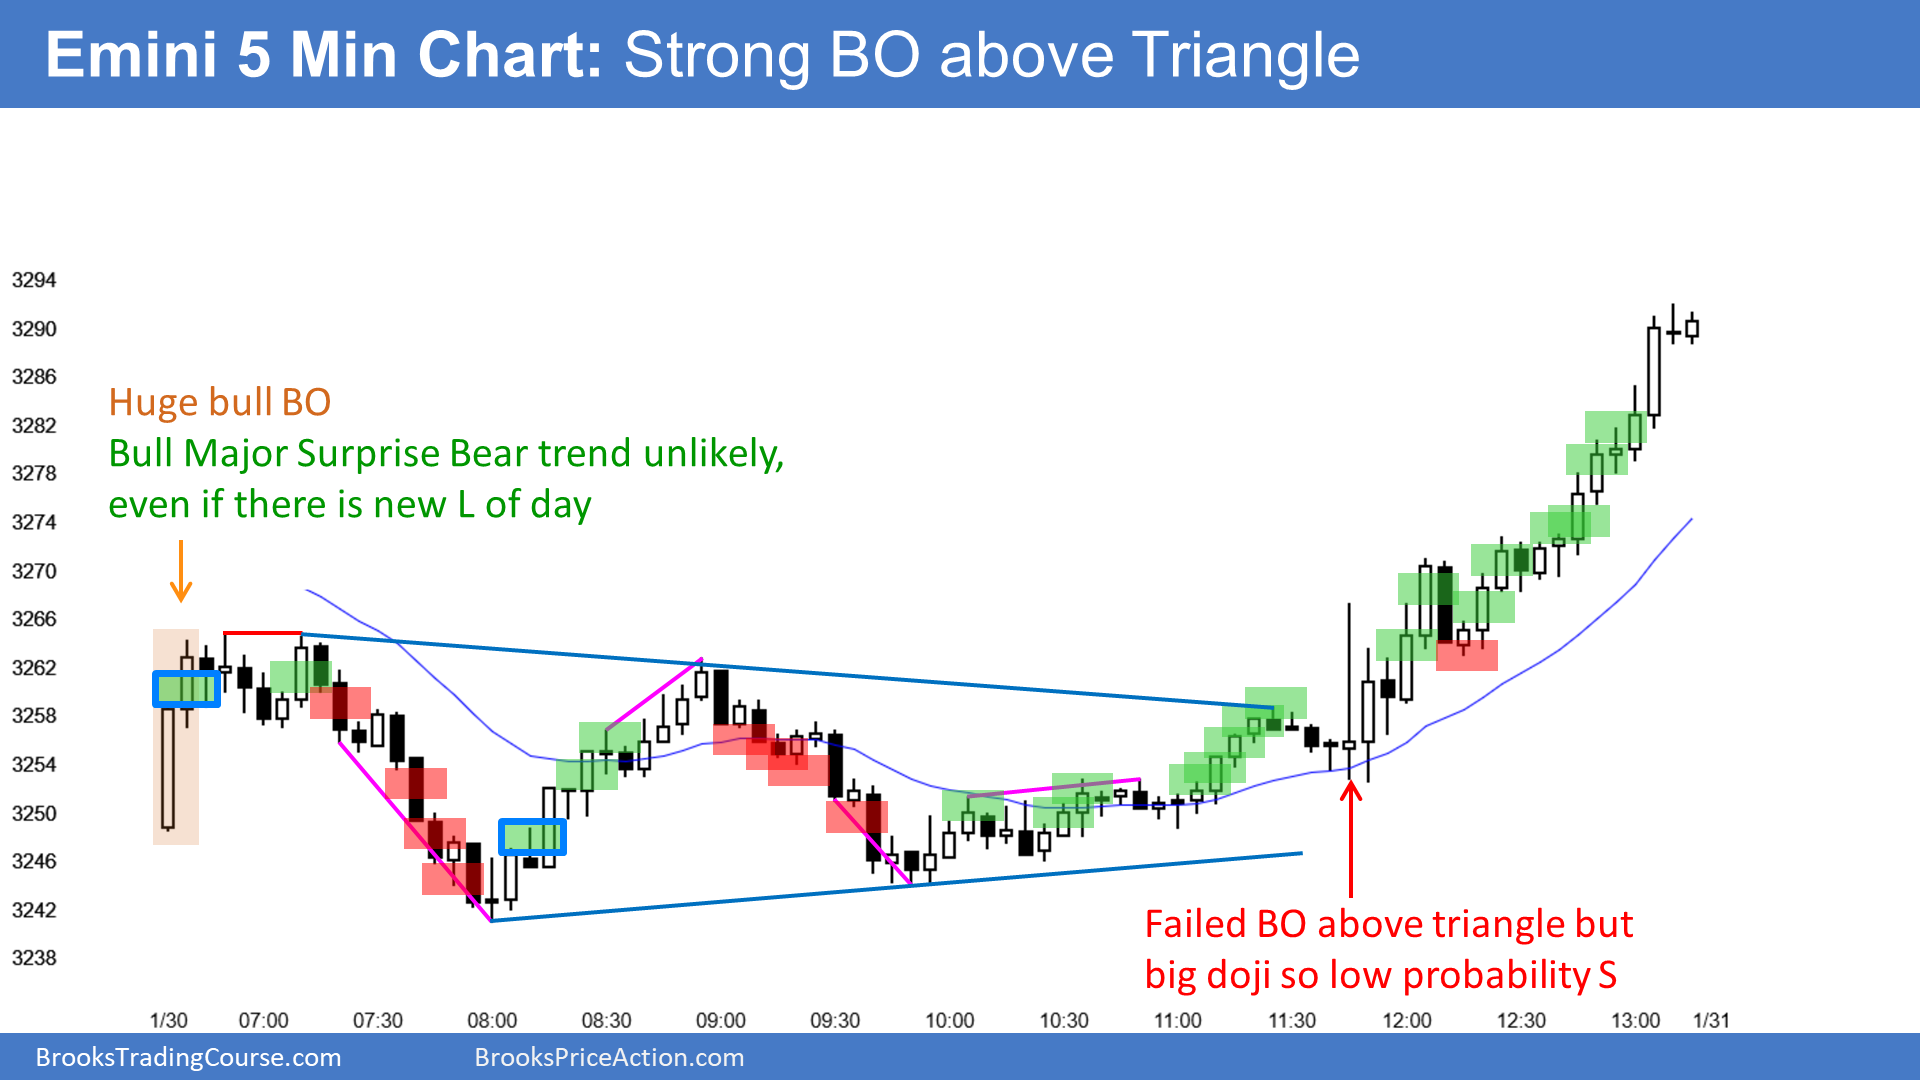 Emini 5 Min Chart: Strong BO above Triangle
3294
3290
3286
3282
3278
3274
3270
3266
3262
3258
3254
3250
3246
3242
3238
Huge bull BO
Bull Major Surprise Bear trend unlikely,
even if there is new L of day
Failed BO above triangle but
big doji so low probability S
1/30 07:00 07:30 08:00 08:30 09:00 09:30 10:00 10:30 11:00 11:30 12:00 12:30 13:00 1/31
BrooksTradingCourse.com BrooksPriceAction.com